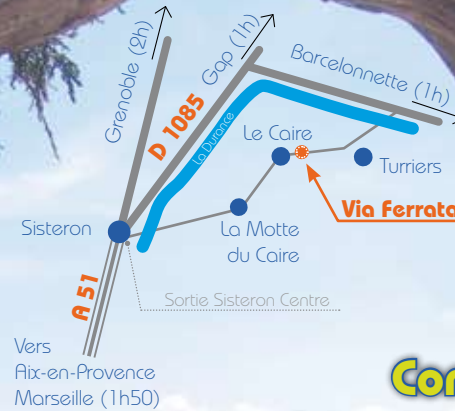 Grenoble (2h)
Gap (1h)
Barcelonnette (1h)
D 1085
La Durance
Le Caire
Turriers
Via Ferrata
Sisteron
La Motte
du Caire
A 51
Sortie Sisteron Centre
Vers
Aix-en-Provence
Marseille (1h50)